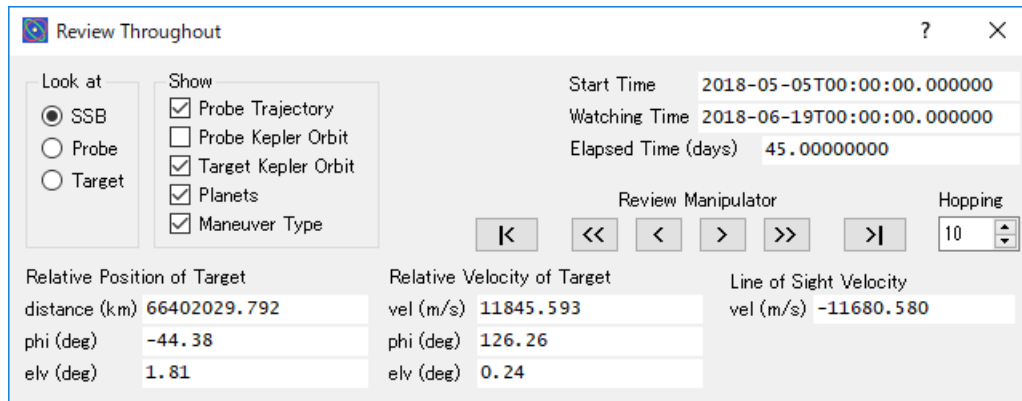 Review Throughout
Look at
SSB
Probe
Target
Show
Probe Trajectory
Probe Kepler Orbit
Target Kepler Orbit
Planets
Maneuver Type
Start Time 2018-05-05T00:00:00.000000
Watching Time 2018-06-19T00:00:00.000000
Elapsed Time (days) 45.00000000
Review Manipulator
|< << < > >> >|
Hopping
10
Relative Position of Target
distance (km) 66402029.792
phi (deg) -44.38
elv (deg) 1.81
Relative Velocity of Target
vel (m/s) 11845.593
phi (deg) 126.26
elv (deg) 0.24
Line of Sight Velocity
vel (m/s) -11680.580